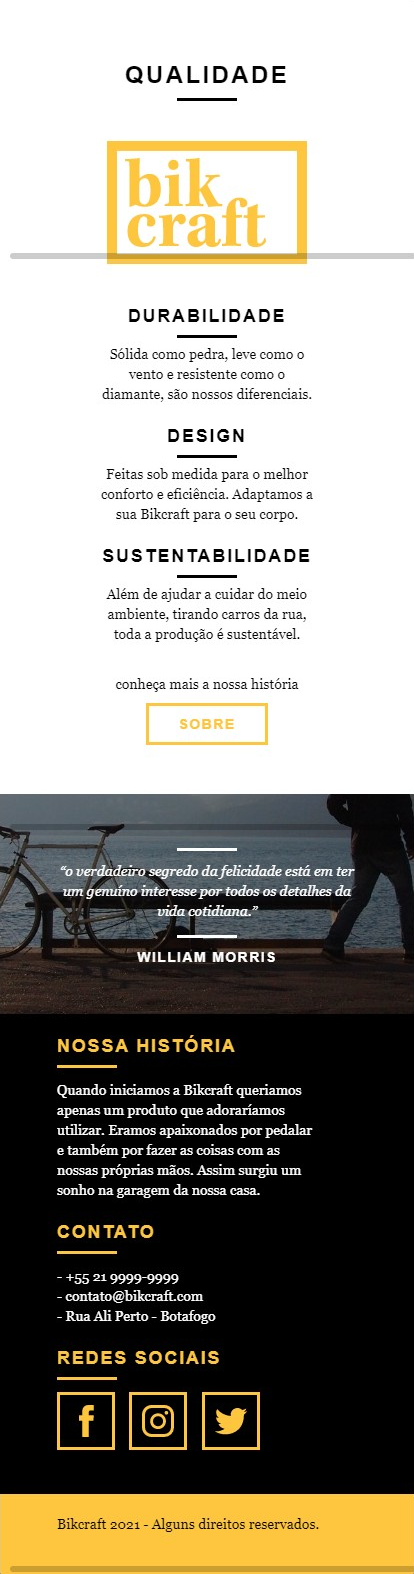 QUALIDADE
bik
craft
DURABILIDADE
Sólida como pedra, leve como o
vento e resistente como o
diamante, são nossos diferenciais.
DESIGN
Feitas sob medida para o melhor
conforto e eficiência. Adaptamos a
sua Bikcraft para o seu corpo.
SUSTENTABILIDADE
Além de ajudar a cuidar do meio
ambiente, tirando carros da rua,
toda a produção é sustentável.
conheça mais a nossa história
SOBRE
“o verdadeiro segredo da felicidade está em ter
um genuíno interesse por todos os detalhes da
vida cotidiana.”
WILLIAM MORRIS
NOSSA HISTÓRIA
Quando iniciamos a Bikcraft queriamos
apenas um produto que adoraríamos
utilizar. Eramos apaixonados por pedalar
e também por fazer as coisas com as
nossas próprias mãos. Assim surgiu um
sonho na garagem da nossa casa.
CONTATO
- +55 21 9999-9999
- contato@bikcraft.com
- Rua Ali Perto - Botafogo
REDES SOCIAIS
Bikcraft 2021 - Alguns direitos reservados.